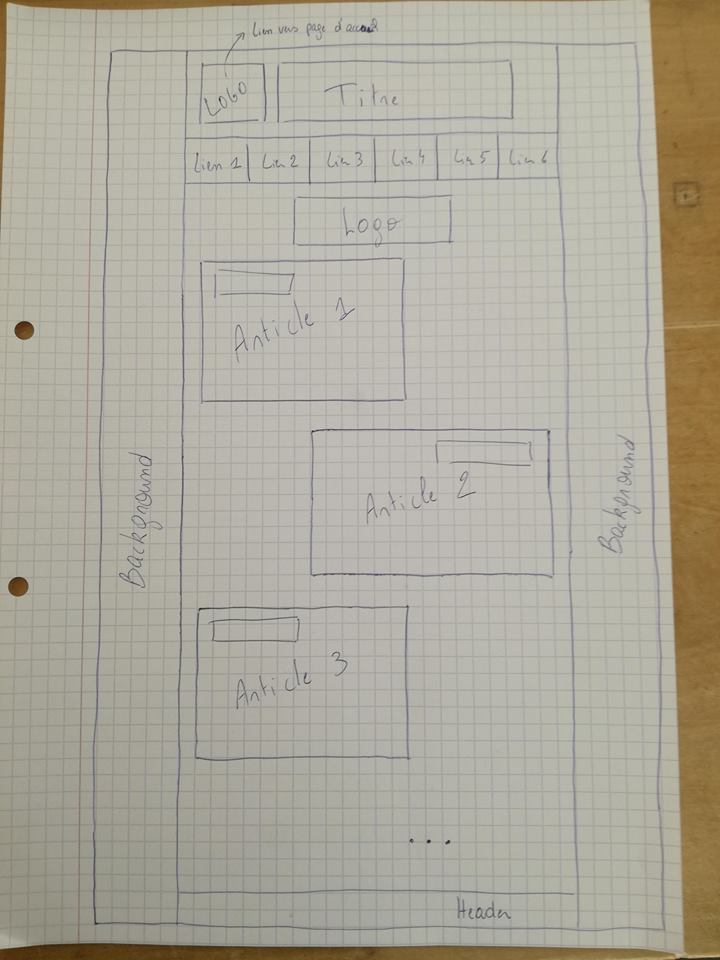 Lien vers page d'accueil
LOGO
Titre
Lien 1 Lien 2 Lien 3 Lien 4 Lien 5 Lien 6
Logo
Article 1
Background
Article 2
Background
Article 3
...
Header